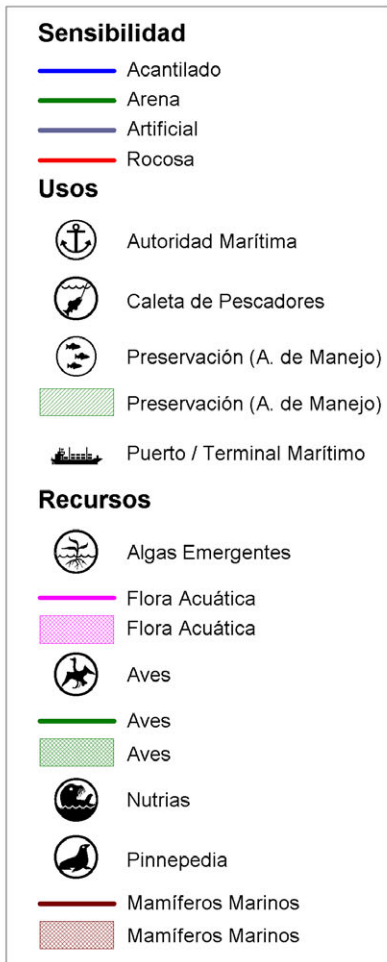 Sensibilidad
Acantilado
Arena
Artificial
Rocosa
Usos
Autoridad Marítima
Caleta de Pescadores
Preservación (A. de Manejo)
Preservación (A. de Manejo)
Puerto / Terminal Marítimo
Recursos
Algas Emergentes
Flora Acuática
Flora Acuática
Aves
Aves
Aves
Nutrias
Pinnepedia
Mamíferos Marinos
Mamíferos Marinos